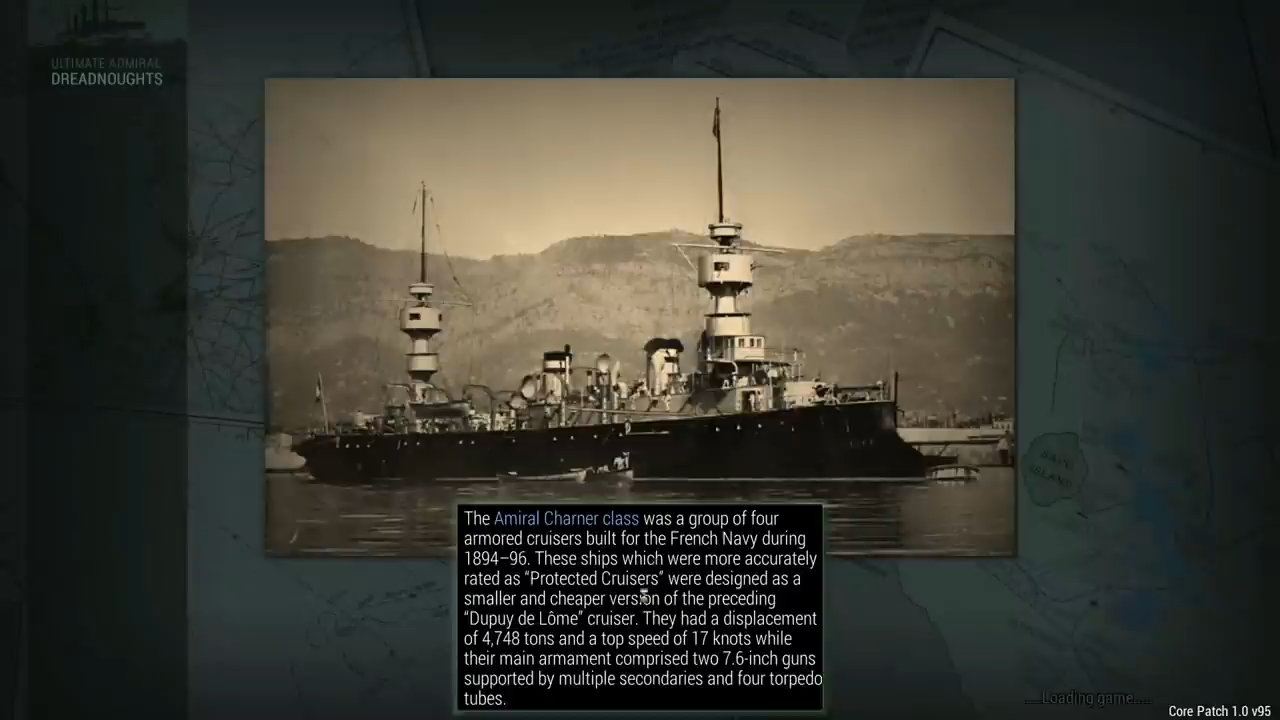 ULTIMATE ADMIRAL
DREADNOUGHTS
The Amiral Charner class was a group of four
armored cruisers built for the French Navy during
1894–96. These ships which were more accurately
rated as “Protected Cruisers” were designed as a
smaller and cheaper version of the preceding
“Dupuy de Lôme” cruiser. They had a displacement
of 4,748 tons and a top speed of 17 knots while
their main armament comprised two 7.6-inch guns
supported by multiple secondaries and four torpedo
tubes.
ISLAND
....Loading game....
Core Patch 1.0 v95